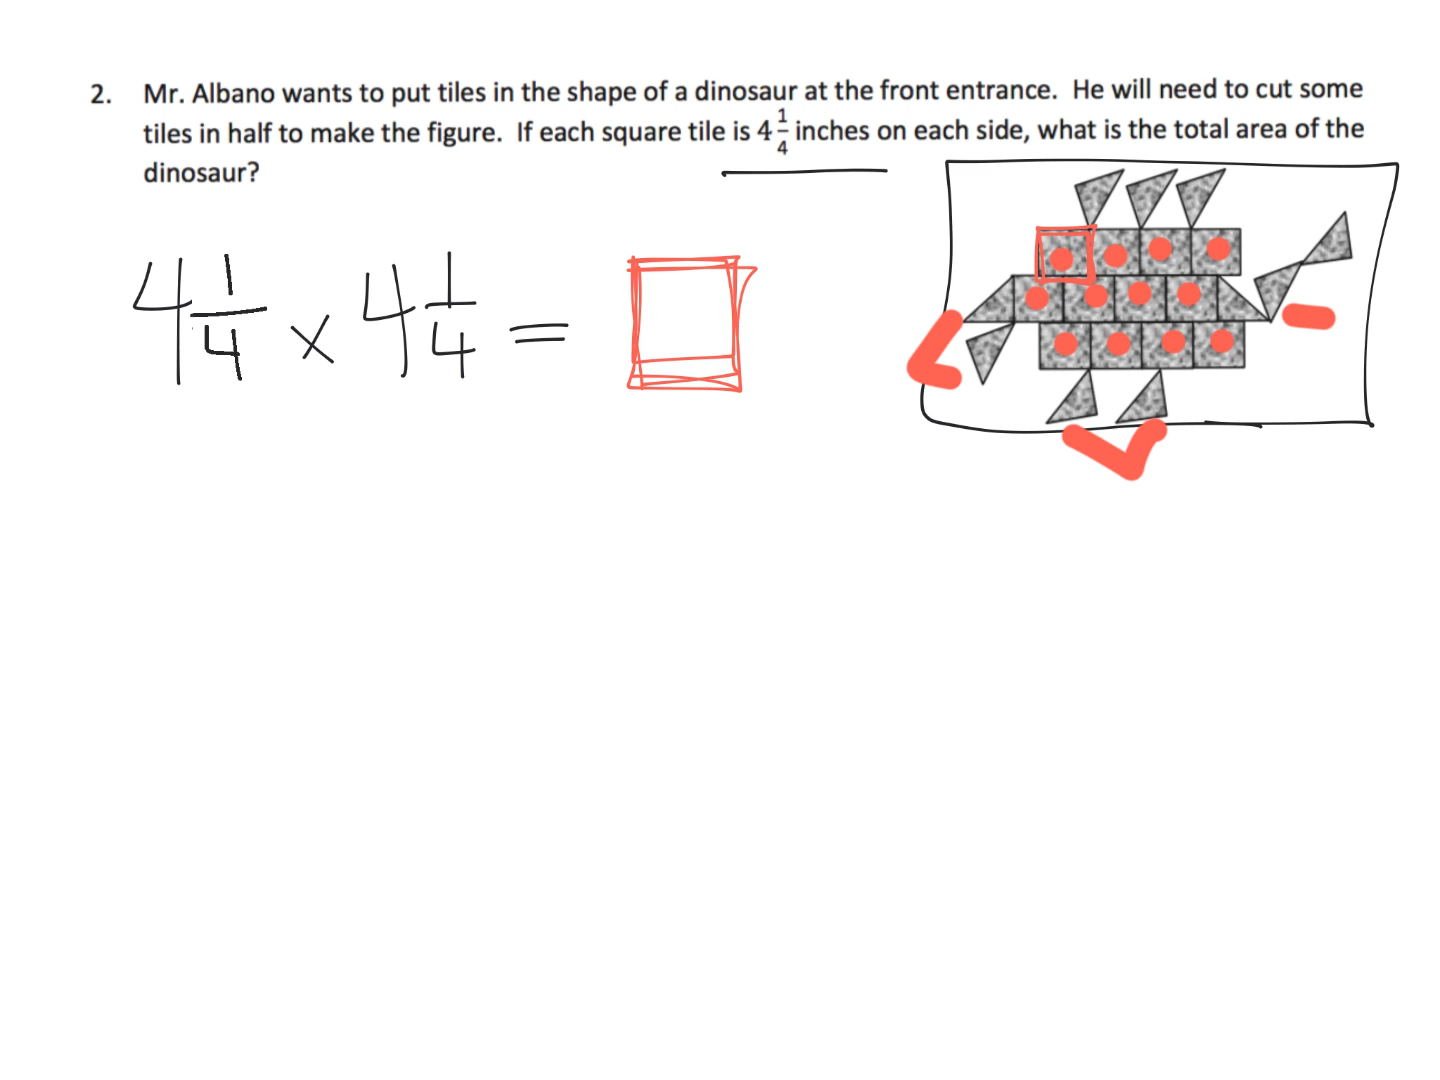 2. Mr. Albano wants to put tiles in the shape of a dinosaur at the front entrance. He will need to cut some
tiles in half to make the figure. If each square tile is 4 1/4 inches on each side, what is the total area of the
dinosaur?
4 1/4 × 4 1/4 =